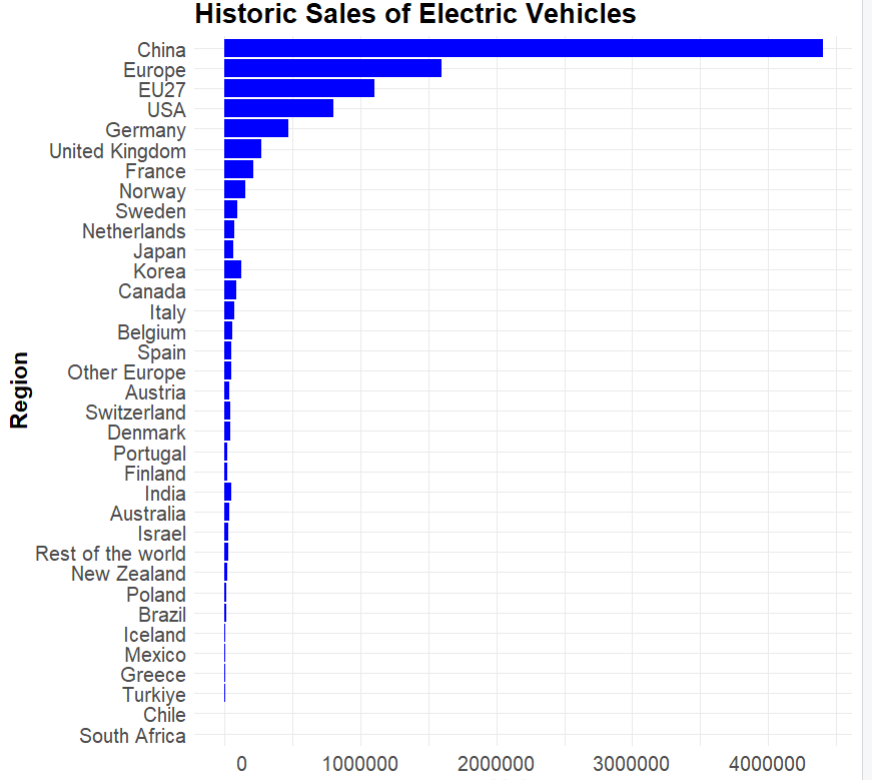 Historic Sales of Electric Vehicles
China
Europe
EU27
USA
Germany
United Kingdom
France
Norway
Sweden
Netherlands
Japan
Korea
Canada
Italy
Belgium
Spain
Other Europe
Austria
Switzerland
Denmark
Portugal
Finland
India
Australia
Israel
Rest of the world
New Zealand
Poland
Brazil
Iceland
Mexico
Greece
Turkiye
Chile
South Africa
Region
0 1000000 2000000 3000000 4000000